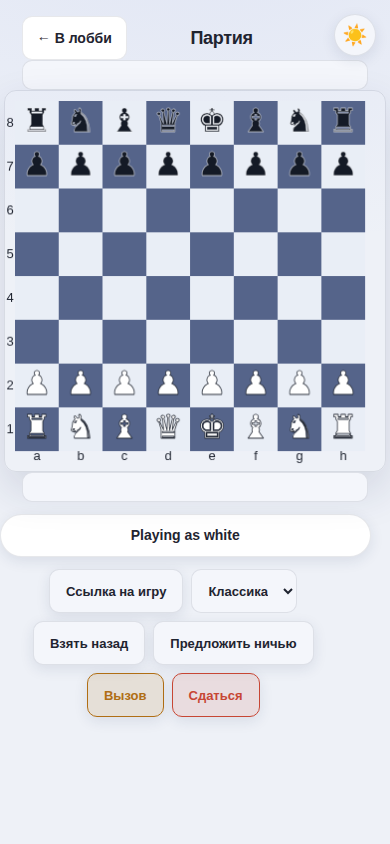 ← В лобби
Партия
8
7
6
5
4
3
2
1
a b c d e f g h
Playing as white
Ссылка на игру
Классика
Взять назад
Предложить ничью
Вызов
Сдаться